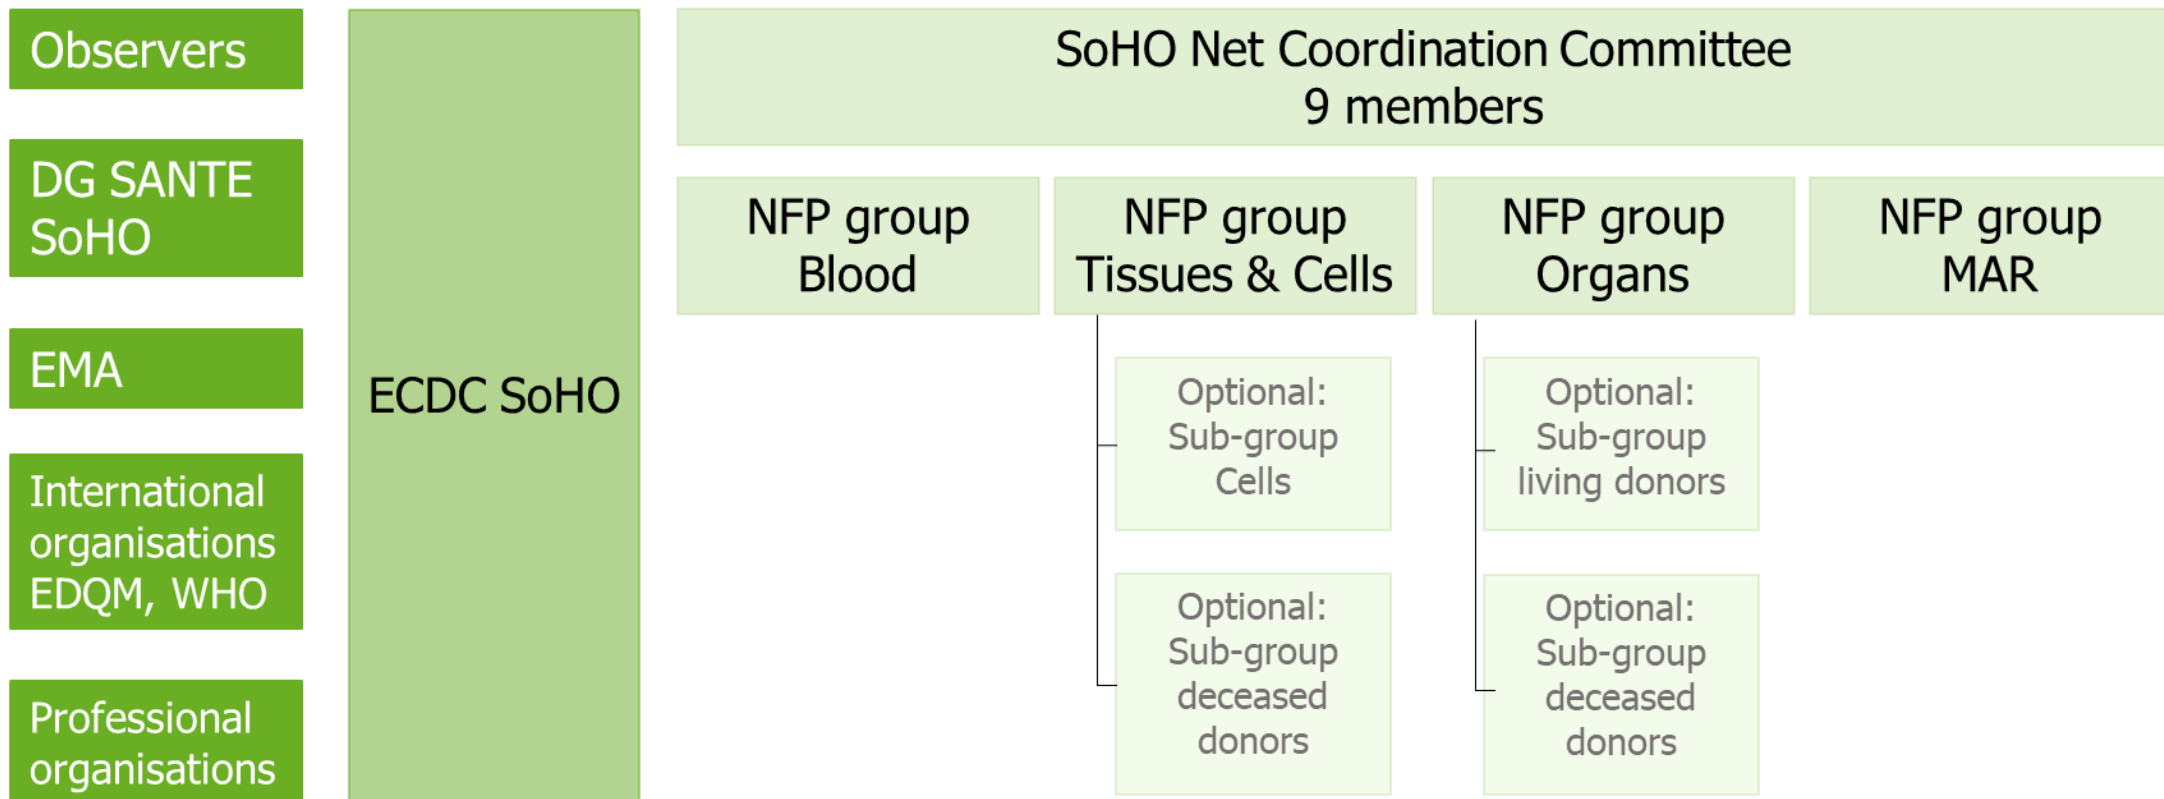 Observers
DG SANTE
SoHO
EMA
International
organisations
EDQM, WHO
Professional
organisations
ECDC SoHO
SoHO Net Coordination Committee
9 members
NFP group
Blood
NFP group
Tissues & Cells
Optional:
Sub-group
Cells
Optional:
Sub-group
deceased
donors
NFP group
Organs
Optional:
Sub-group
living donors
Optional:
Sub-group
deceased
donors
NFP group
MAR